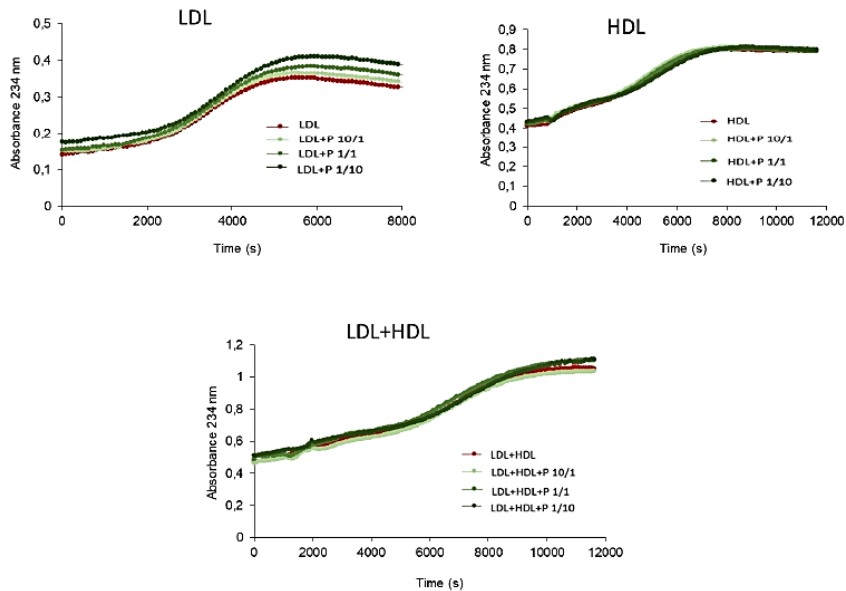 LDL
Absorbance 234 nm
0,5
0,4
0,3
0,2
0,1
0
0 2000 4000 6000 8000
Time (s)
LDL
LDL+P 10/1
LDL+P 1/1
LDL+P 1/10
HDL
Absorbance 234 nm
0,9
0,8
0,7
0,6
0,5
0,4
0,3
0,2
0,1
0
0 2000 4000 6000 8000 10000 12000
Time (s)
HDL
HDL+P 10/1
HDL+P 1/1
HDL+P 1/10
LDL+HDL
Absorbance 234 nm
1,2
1
0,8
0,6
0,4
0,2
0
0 2000 4000 6000 8000 10000 12000
Time (s)
LDL+HDL
LDL+HDL+P 10/1
LDL+HDL+P 1/1
LDL+HDL+P 1/10